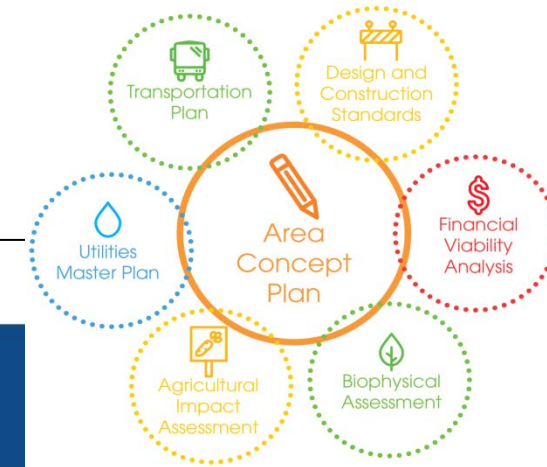 Transportation
Plan
Design and
Construction
Standards
Utilities
Master Plan
Area
Concept
Plan
Financial
Viability
Analysis
Agricultural
Impact
Assessment
Biophysical
Assessment